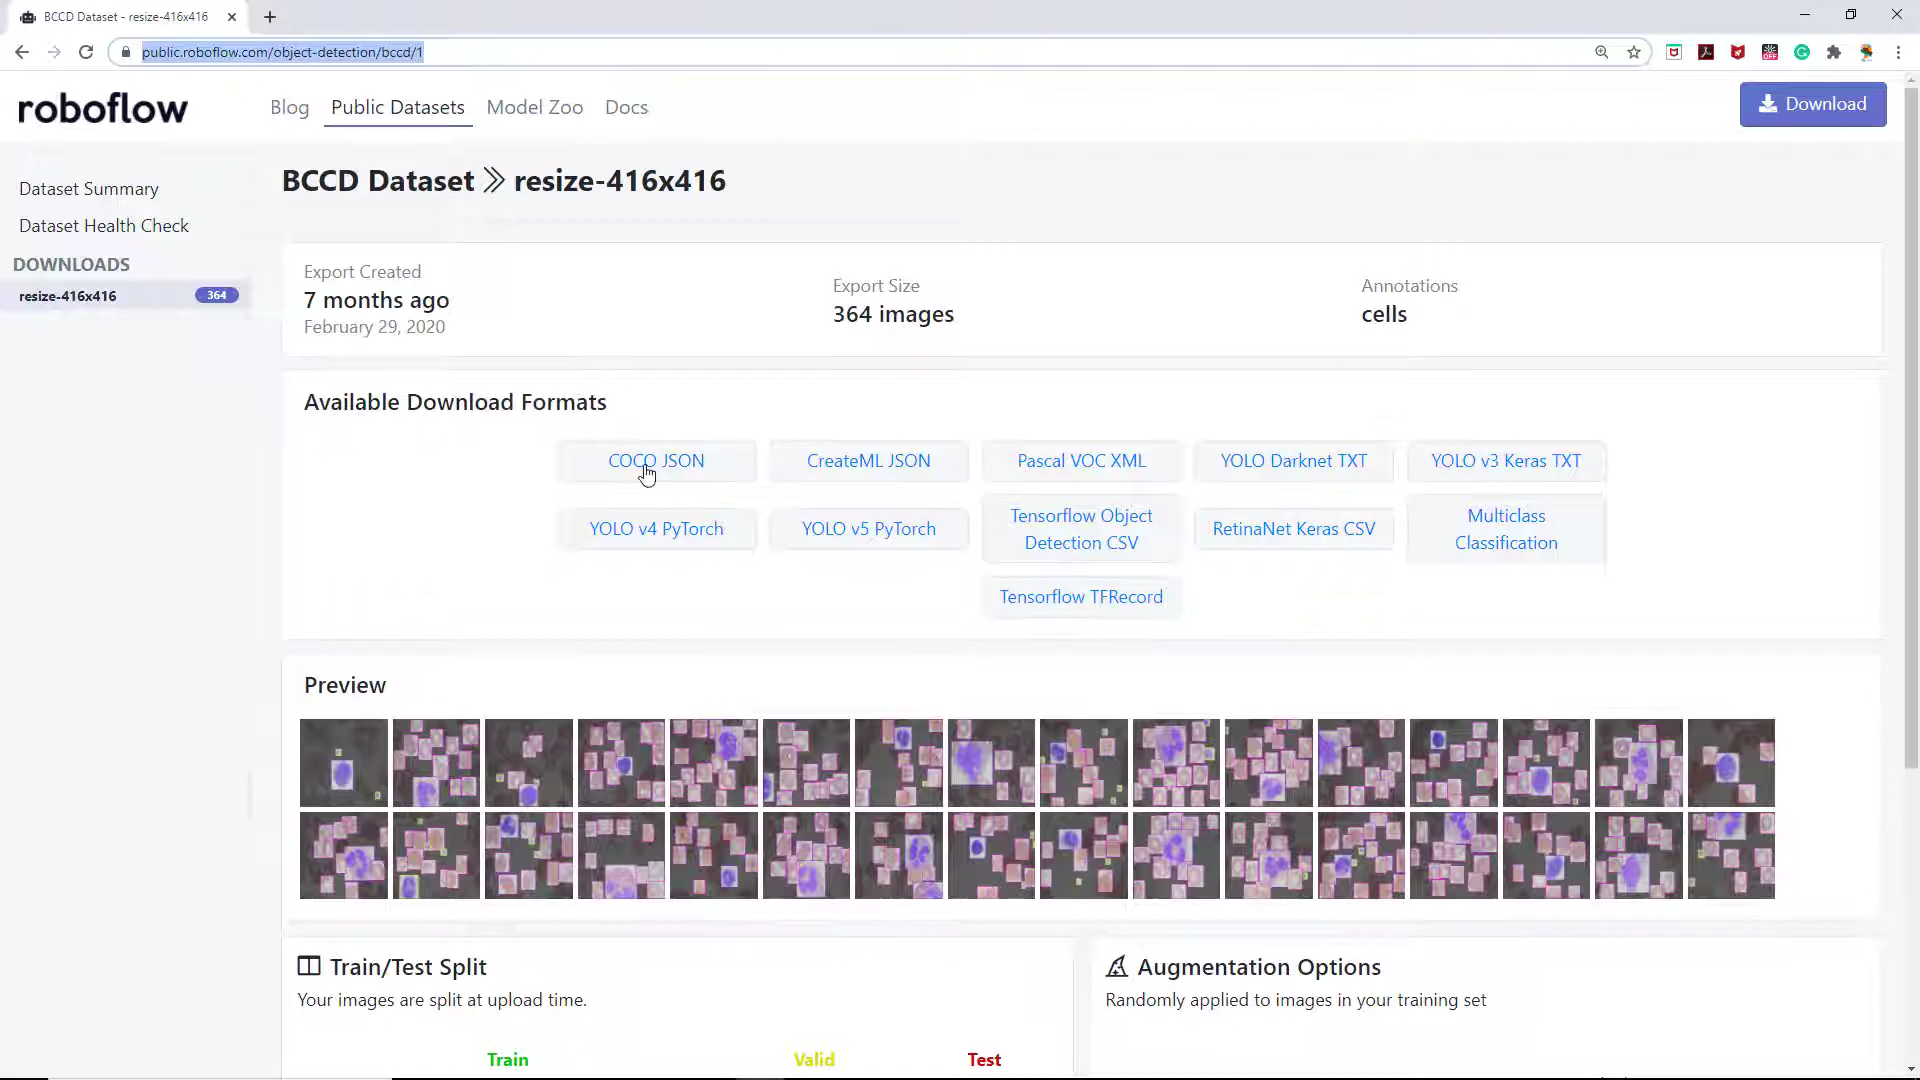 BCCD Dataset - resize-416x416
public.roboflow.com/object-detection/bccd/1
OFF
roboflow
Blog
Public Datasets
Model Zoo
Docs
Download
Dataset Summary
Dataset Health Check
DOWNLOADS
resize-416x416
364
BCCD Dataset
resize-416x416
Export Created
7 months ago
February 29, 2020
Export Size
364 images
Annotations
cells
Available Download Formats
COCO JSON
CreateML JSON
Pascal VOC XML
YOLO Darknet TXT
YOLO v3 Keras TXT
YOLO v4 PyTorch
YOLO v5 PyTorch
Tensorflow Object
Detection CSV
RetinaNet Keras CSV
Multiclass
Classification
Tensorflow TFRecord
Preview
Train/Test Split
Your images are split at upload time.
Train
Valid
Test
Augmentation Options
Randomly applied to images in your training set